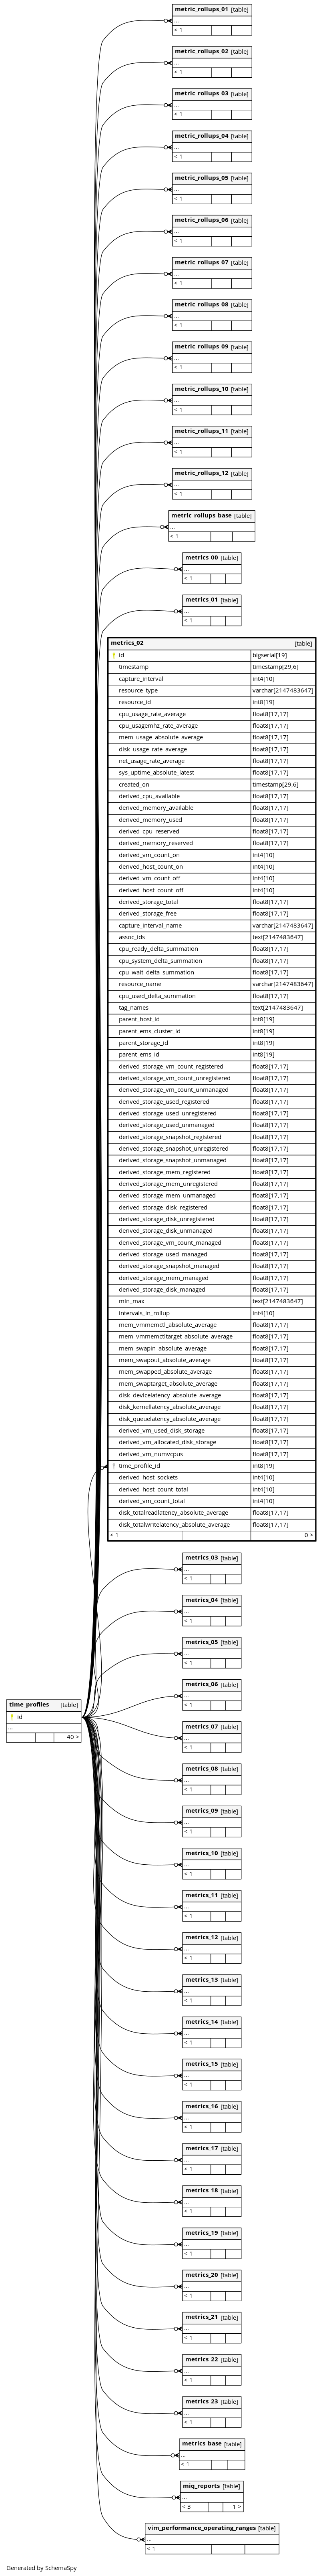 metric_rollups_01 [table]
...
< 1
metric_rollups_02 [table]
...
< 1
metric_rollups_03 [table]
...
< 1
metric_rollups_04 [table]
...
< 1
metric_rollups_05 [table]
...
< 1
metric_rollups_06 [table]
...
< 1
metric_rollups_07 [table]
...
< 1
metric_rollups_08 [table]
...
< 1
metric_rollups_09 [table]
...
< 1
metric_rollups_10 [table]
...
< 1
metric_rollups_11 [table]
...
< 1
metric_rollups_12 [table]
...
< 1
metric_rollups_base [table]
...
< 1
metrics_00 [table]
...
< 1
metrics_01 [table]
...
< 1
metrics_02 [table]
id bigserial[19]
timestamp timestamp[29,6]
capture_interval int4[10]
resource_type varchar[2147483647]
resource_id int8[19]
cpu_usage_rate_average float8[17,17]
cpu_usagemhz_rate_average float8[17,17]
mem_usage_absolute_average float8[17,17]
disk_usage_rate_average float8[17,17]
net_usage_rate_average float8[17,17]
sys_uptime_absolute_latest float8[17,17]
created_on timestamp[29,6]
derived_cpu_available float8[17,17]
derived_memory_available float8[17,17]
derived_memory_used float8[17,17]
derived_cpu_reserved float8[17,17]
derived_memory_reserved float8[17,17]
derived_vm_count_on int4[10]
derived_host_count_on int4[10]
derived_vm_count_off int4[10]
derived_host_count_off int4[10]
derived_storage_total float8[17,17]
derived_storage_free float8[17,17]
capture_interval_name varchar[2147483647]
assoc_ids text[2147483647]
cpu_ready_delta_summation float8[17,17]
cpu_system_delta_summation float8[17,17]
cpu_wait_delta_summation float8[17,17]
resource_name varchar[2147483647]
cpu_used_delta_summation float8[17,17]
tag_names text[2147483647]
parent_host_id int8[19]
parent_ems_cluster_id int8[19]
parent_storage_id int8[19]
parent_ems_id int8[19]
derived_storage_vm_count_registered float8[17,17]
derived_storage_vm_count_unregistered float8[17,17]
derived_storage_vm_count_unmanaged float8[17,17]
derived_storage_used_registered float8[17,17]
derived_storage_used_unregistered float8[17,17]
derived_storage_used_unmanaged float8[17,17]
derived_storage_snapshot_registered float8[17,17]
derived_storage_snapshot_unregistered float8[17,17]
derived_storage_snapshot_unmanaged float8[17,17]
derived_storage_mem_registered float8[17,17]
derived_storage_mem_unregistered float8[17,17]
derived_storage_mem_unmanaged float8[17,17]
derived_storage_disk_registered float8[17,17]
derived_storage_disk_unregistered float8[17,17]
derived_storage_disk_unmanaged float8[17,17]
derived_storage_vm_count_managed float8[17,17]
derived_storage_used_managed float8[17,17]
derived_storage_snapshot_managed float8[17,17]
derived_storage_mem_managed float8[17,17]
derived_storage_disk_managed float8[17,17]
min_max text[2147483647]
intervals_in_rollup int4[10]
mem_vmmemctl_absolute_average float8[17,17]
mem_vmmemctltarget_absolute_average float8[17,17]
mem_swapin_absolute_average float8[17,17]
mem_swapout_absolute_average float8[17,17]
mem_swapped_absolute_average float8[17,17]
mem_swaptarget_absolute_average float8[17,17]
disk_devicelatency_absolute_average float8[17,17]
disk_kernellatency_absolute_average float8[17,17]
disk_queuelatency_absolute_average float8[17,17]
derived_vm_used_disk_storage float8[17,17]
derived_vm_allocated_disk_storage float8[17,17]
derived_vm_numvcpus float8[17,17]
time_profile_id int8[19]
derived_host_sockets int4[10]
derived_host_count_total int4[10]
derived_vm_count_total int4[10]
disk_totalreadlatency_absolute_average float8[17,17]
disk_totalwritelatency_absolute_average float8[17,17]
< 1 0 >
metrics_03 [table]
...
< 1
metrics_04 [table]
...
< 1
metrics_05 [table]
...
< 1
metrics_06 [table]
...
< 1
time_profiles [table]
id
...
40 >
metrics_07 [table]
...
< 1
metrics_08 [table]
...
< 1
metrics_09 [table]
...
< 1
metrics_10 [table]
...
< 1
metrics_11 [table]
...
< 1
metrics_12 [table]
...
< 1
metrics_13 [table]
...
< 1
metrics_14 [table]
...
< 1
metrics_15 [table]
...
< 1
metrics_16 [table]
...
< 1
metrics_17 [table]
...
< 1
metrics_18 [table]
...
< 1
metrics_19 [table]
...
< 1
metrics_20 [table]
...
< 1
metrics_21 [table]
...
< 1
metrics_22 [table]
...
< 1
metrics_23 [table]
...
< 1
metrics_base [table]
...
< 1
miq_reports [table]
...
< 3 1 >
vim_performance_operating_ranges [table]
...
< 1
Generated by SchemaSpy